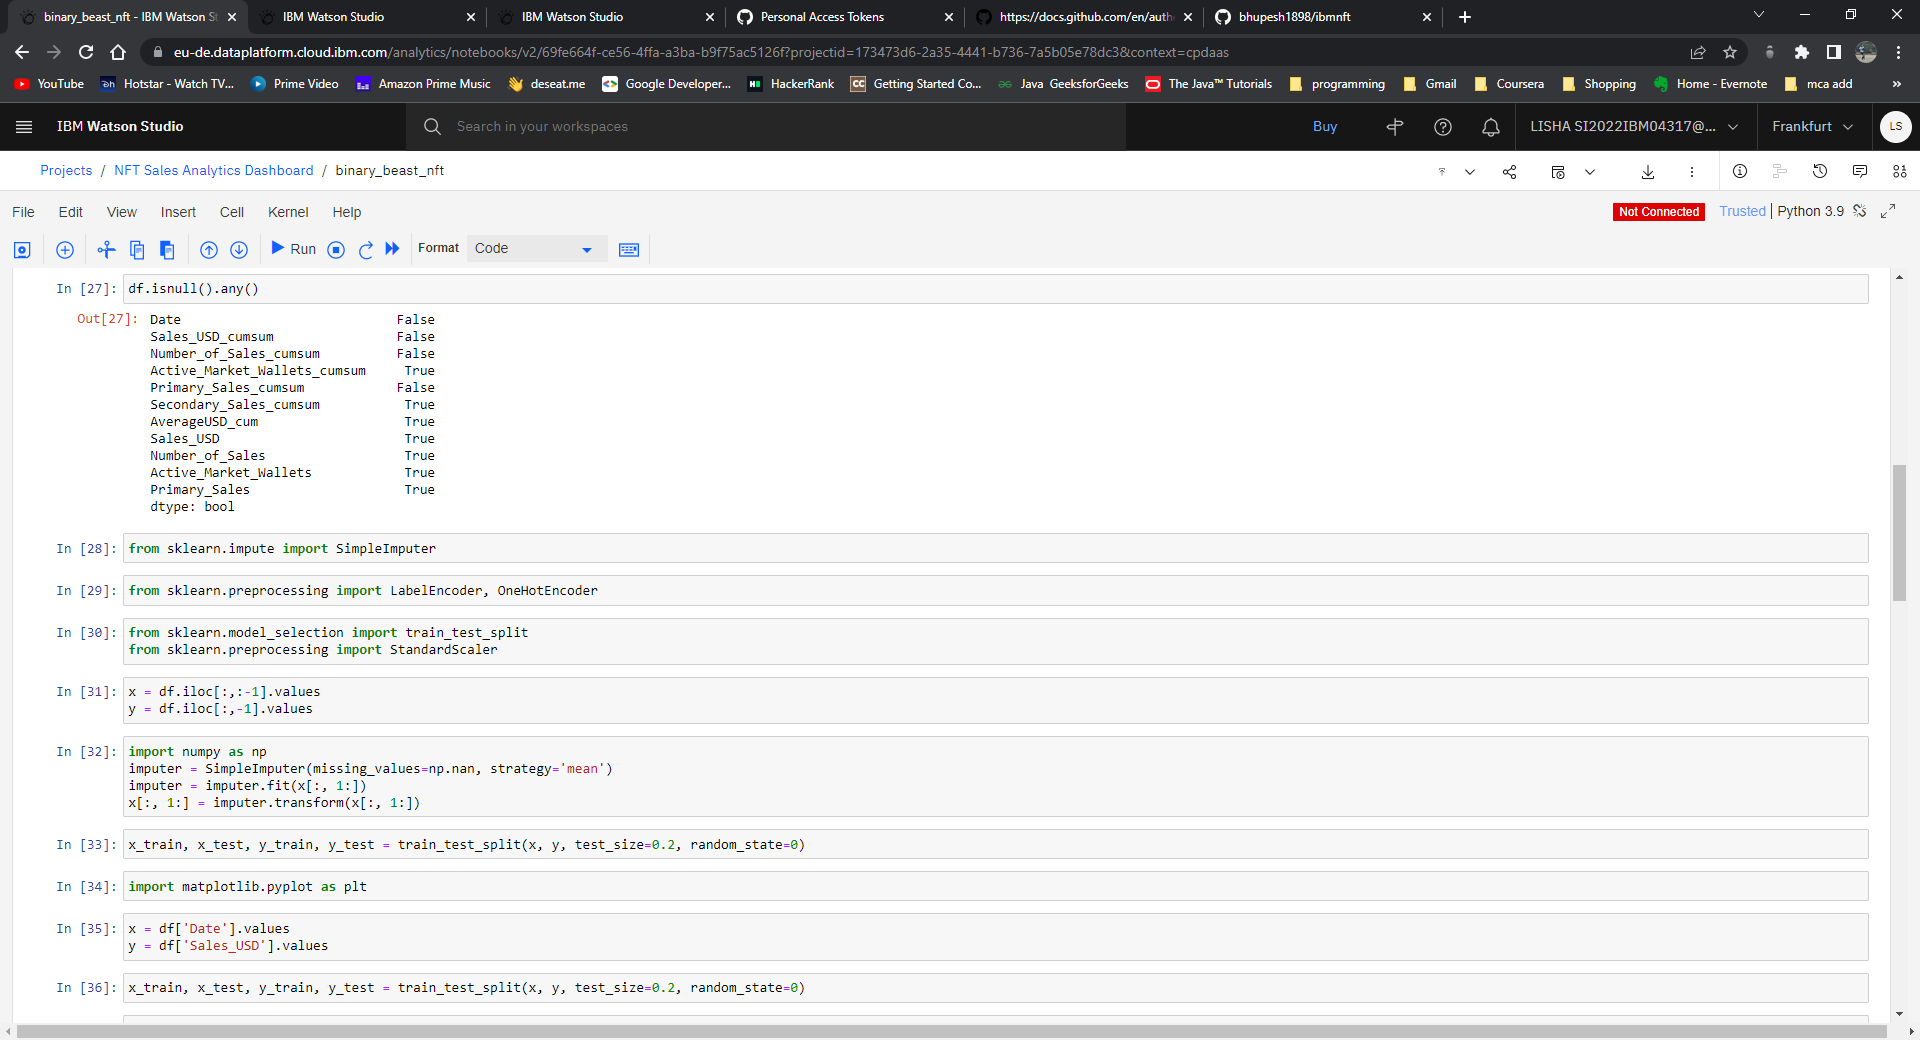 binary_beast_nft - IBM Watson St
IBM Watson Studio
IBM Watson Studio
Personal Access Tokens
https://docs.github.com/en/auth
bhupesh1898/ibmnft
eu-de.dataplatform.cloud.ibm.com/analytics/notebooks/v2/69fe664f-ce56-4ffa-a3ba-b9f75ac5126f?projectid=173473d6-2a35-4441-b736-7a5b05e78dc3&context=cpdaas
YouTube
Hotstar - Watch TV...
Prime Video
Amazon Prime Music
deseat.me
Google Developer...
HackerRank
CC
Getting Started Co...
Java GeeksforGeeks
The Java™ Tutorials
programming
Gmail
Coursera
Shopping
Home - Evernote
mca add
»
IBM Watson Studio
Search in your workspaces
Buy
LISHA SI2022IBM04317@...
Frankfurt
LS
Projects / NFT Sales Analytics Dashboard / binary_beast_nft
File Edit View Insert Cell Kernel Help
Not Connected
Trusted | Python 3.9
Run
Format
Code
In [27]: df.isnull().any()
Out[27]: Date False
Sales_USD_cumsum False
Number_of_Sales_cumsum False
Active_Market_Wallets_cumsum True
Primary_Sales_cumsum False
Secondary_Sales_cumsum True
AverageUSD_cum True
Sales_USD True
Number_of_Sales True
Active_Market_Wallets True
Primary_Sales True
dtype: bool
In [28]: from sklearn.impute import SimpleImputer
In [29]: from sklearn.preprocessing import LabelEncoder, OneHotEncoder
In [30]: from sklearn.model_selection import train_test_split
from sklearn.preprocessing import StandardScaler
In [31]: x = df.iloc[:,:-1].values
y = df.iloc[:,-1].values
In [32]: import numpy as np
imputer = SimpleImputer(missing_values=np.nan, strategy='mean')
imputer = imputer.fit(x[:, 1:])
x[:, 1:] = imputer.transform(x[:, 1:])
In [33]: x_train, x_test, y_train, y_test = train_test_split(x, y, test_size=0.2, random_state=0)
In [34]: import matplotlib.pyplot as plt
In [35]: x = df['Date'].values
y = df['Sales_USD'].values
In [36]: x_train, x_test, y_train, y_test = train_test_split(x, y, test_size=0.2, random_state=0)